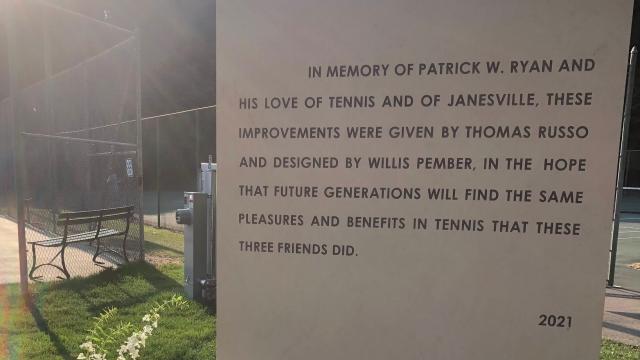 IN MEMORY OF PATRICK W. RYAN AND
HIS LOVE OF TENNIS AND OF JANESVILLE, THESE
IMPROVEMENTS WERE GIVEN BY THOMAS RUSSO
AND DESIGNED BY WILLIS PEMBER, IN THE HOPE
THAT FUTURE GENERATIONS WILL FIND THE SAME
PLEASURES AND BENEFITS IN TENNIS THAT THESE
THREE FRIENDS DID.
2021